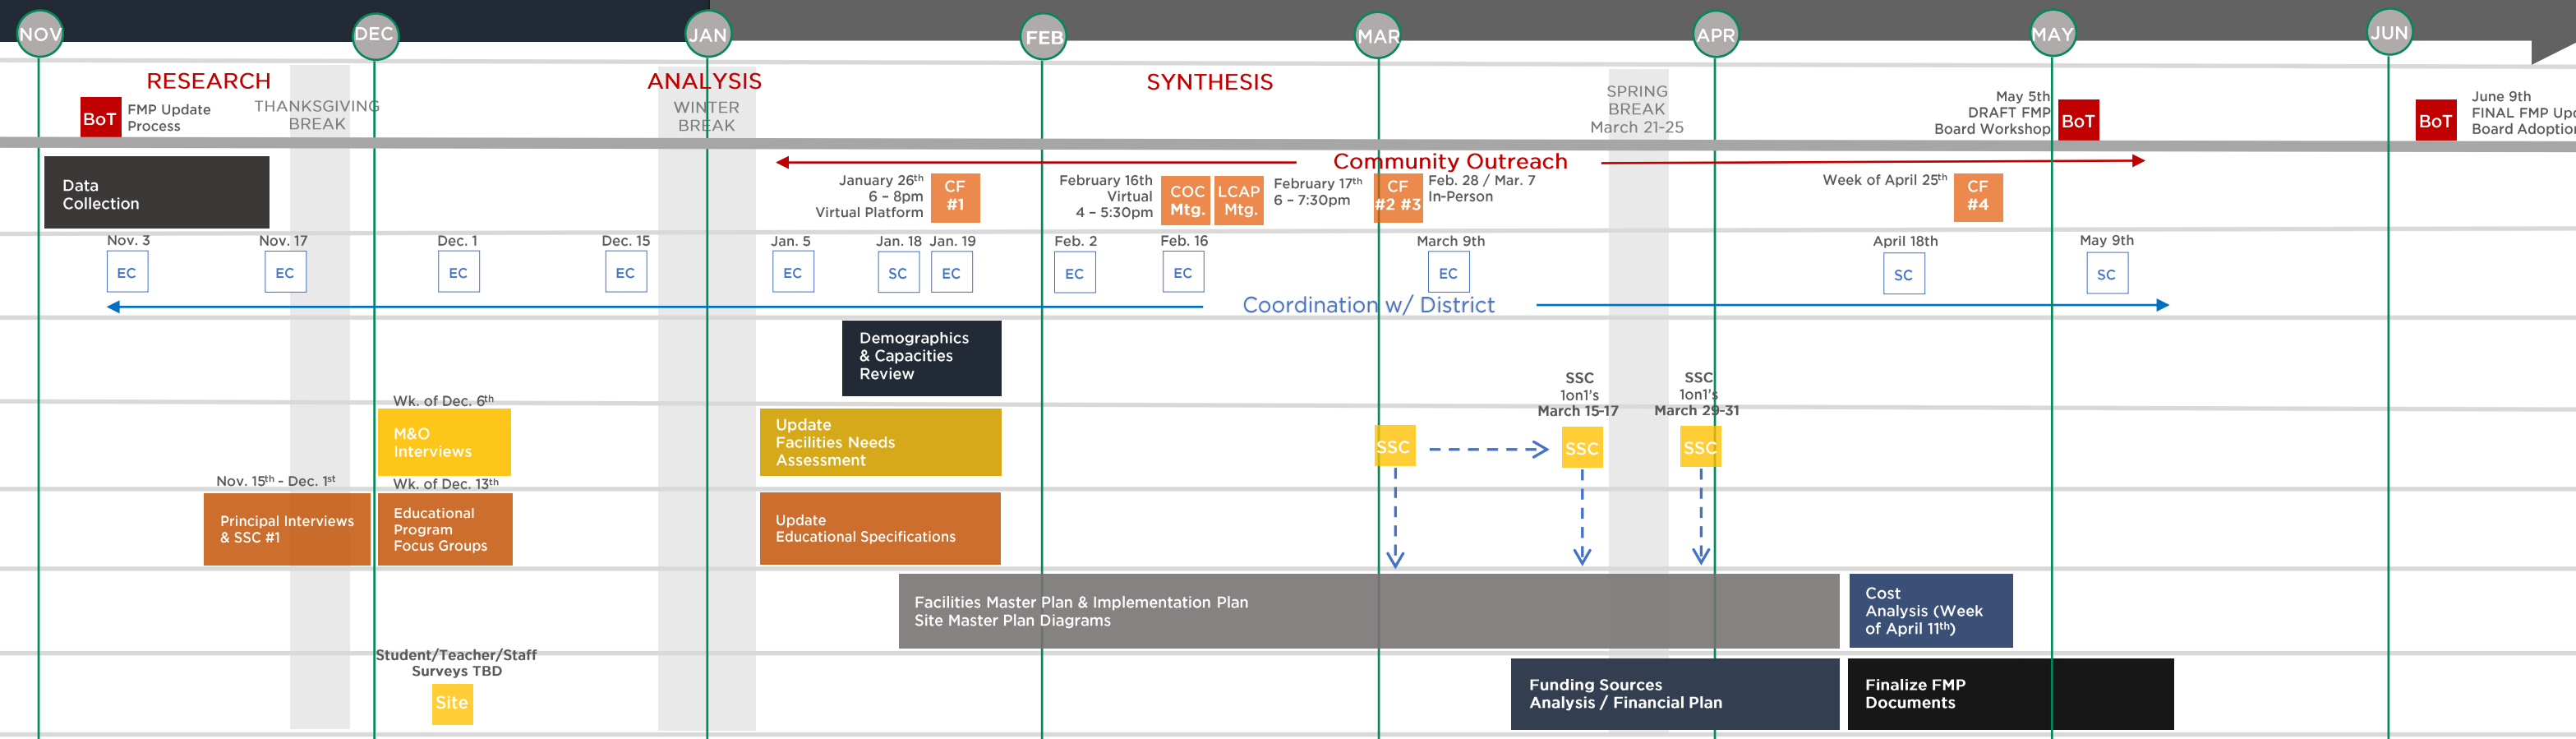 NOV
DEC
JAN
FEB
MAR
APR
MAY
JUN
RESEARCH
ANALYSIS
SYNTHESIS
BoT
FMP Update
Process
THANKSGIVING
BREAK
WINTER
BREAK
SPRING
BREAK
March 21-25
May 5th
DRAFT FMP
Board Workshop
BoT
BoT
June 9th
FINAL FMP
Board
Community Outreach
Data
Collection
January 26th
6 – 8pm
Virtual Platform
CF
#1
February 16th
Virtual
4 – 5:30pm
COC
Mtg.
LCAP
Mtg.
February 17th
6 – 7:30pm
CF
#2 #3
Feb. 28 / Mar. 7
In-Person
Week of April 25th
CF
#4
Nov. 3
EC
Nov. 17
EC
Dec. 1
EC
Dec. 15
EC
Jan. 5
EC
Jan. 18
SC
Jan. 19
EC
Feb. 2
EC
Feb. 16
EC
March 9th
EC
April 18th
SC
May 9th
SC
Coordination w/ District
Demographics
& Capacities
Review
Wk. of Dec. 6th
M&O
Interviews
Update
Facilities Needs
Assessment
SSC
SSC
1on1's
March 15-17
SSC
SSC
1on1's
March 29-31
SSC
Nov. 15th - Dec. 1st
Principal Interviews
& SSC #1
Wk. of Dec. 13th
Educational
Program
Focus Groups
Update
Educational Specifications
Facilities Master Plan & Implementation Plan
Site Master Plan Diagrams
Cost
Analysis (Week
of April 11th)
Student/Teacher/Staff
Surveys TBD
Site
Funding Sources
Analysis / Financial Plan
Finalize FMP
Documents